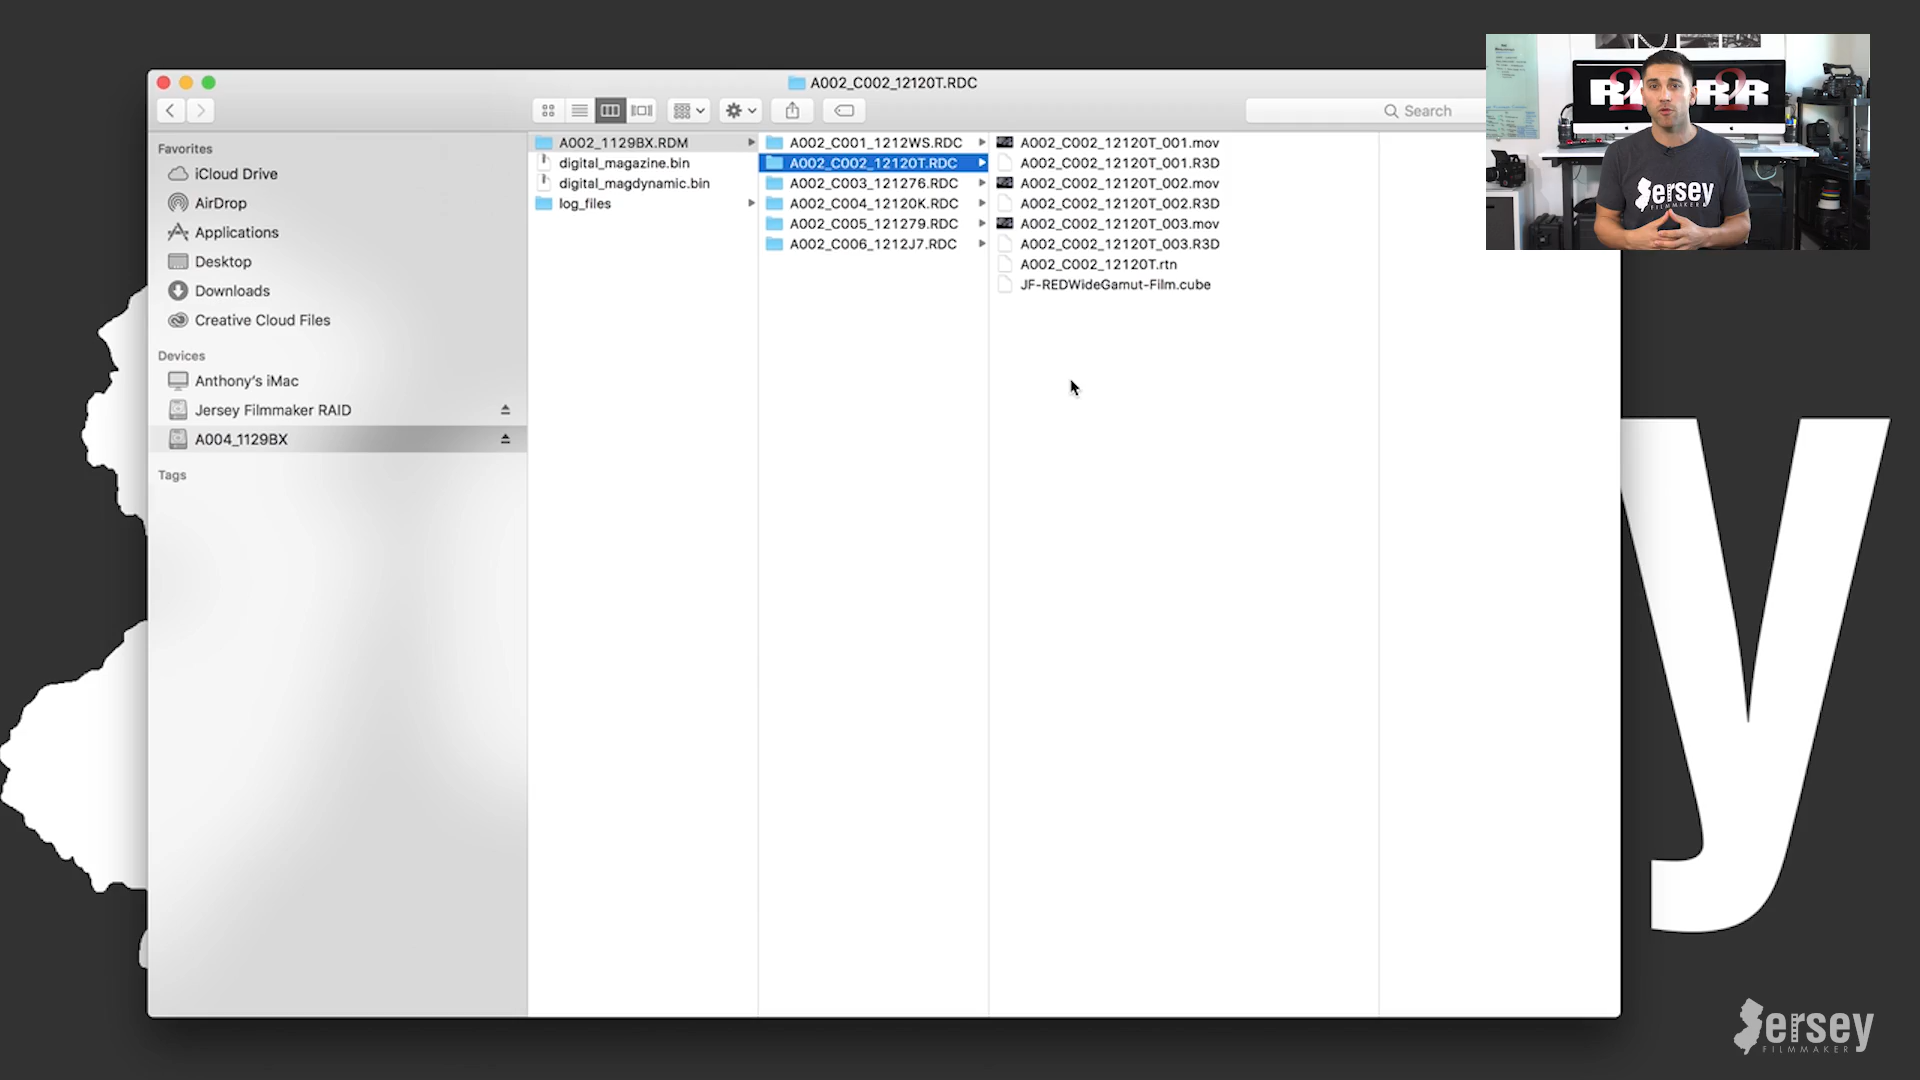 A002_C002_12120T.RDC
Search
Favorites
iCloud Drive
AirDrop
Applications
Desktop
Downloads
Creative Cloud Files
Devices
Anthony's iMac
Jersey Filmmaker RAID
A004_1129BX
Tags
A002_1129BX.RDM
digital_magazine.bin
digital_magdynamic.bin
log_files
A002_C001_1212WS.RDC
A002_C002_12120T.RDC
A002_C003_121276.RDC
A002_C004_12120K.RDC
A002_C005_121279.RDC
A002_C006_1212J7.RDC
A002_C002_12120T_001.mov
A002_C002_12120T_001.R3D
A002_C002_12120T_002.mov
A002_C002_12120T_002.R3D
A002_C002_12120T_003.mov
A002_C002_12120T_003.R3D
A002_C002_12120T.rtn
JF-REDWideGamut-Film.cube
Jersey
FILMMAKER
y
Jersey
FILMMAKER